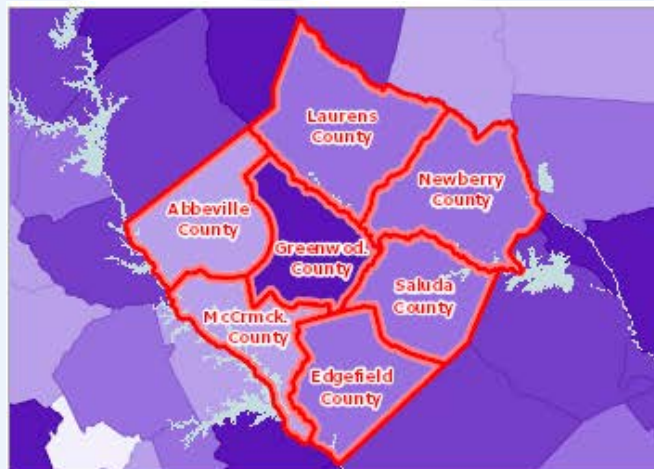 Laurens
County
Newberry
County
Abbeville
County
Greenwod.
County
Saluda
County
McCrmck.
County
Edgefield
County